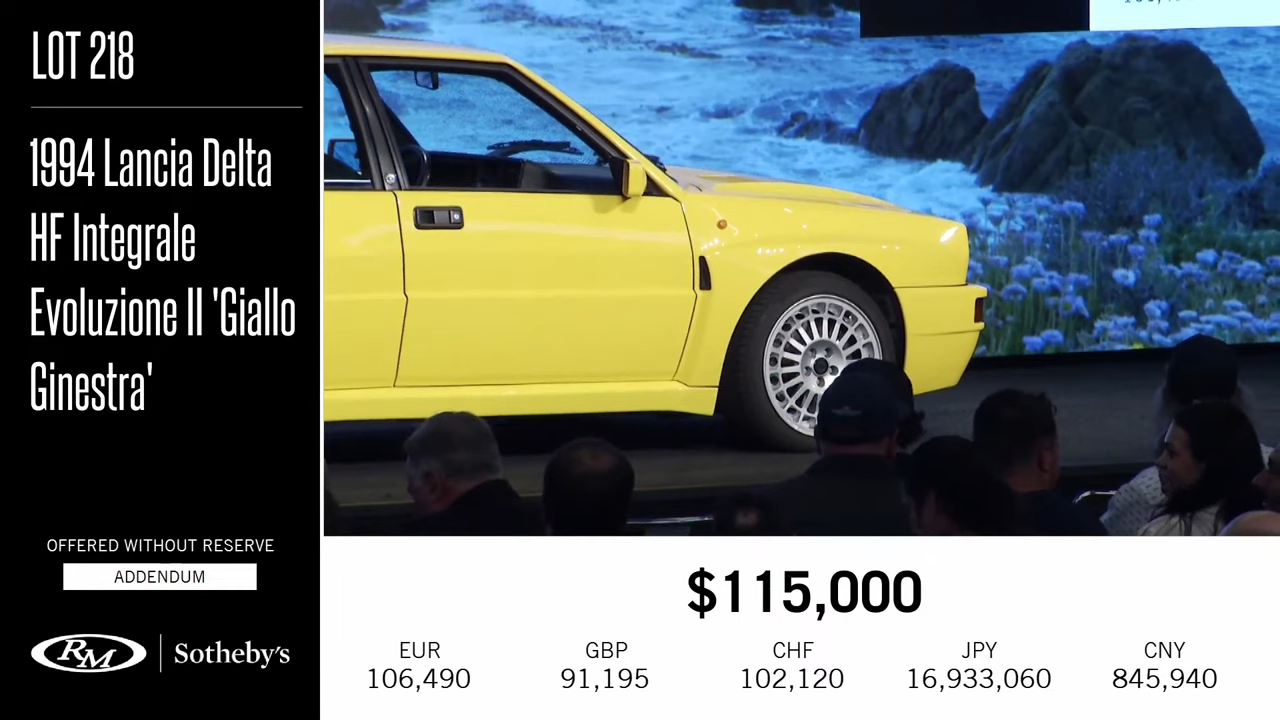 LOT 218
1994 Lancia Delta
HF Integrale
Evoluzione II 'Giallo
Ginestra'
OFFERED WITHOUT RESERVE
ADDENDUM
RM
Sotheby's
$115,000
EUR
106,490
GBP
91,195
CHF
102,120
JPY
16,933,060
CNY
845,940